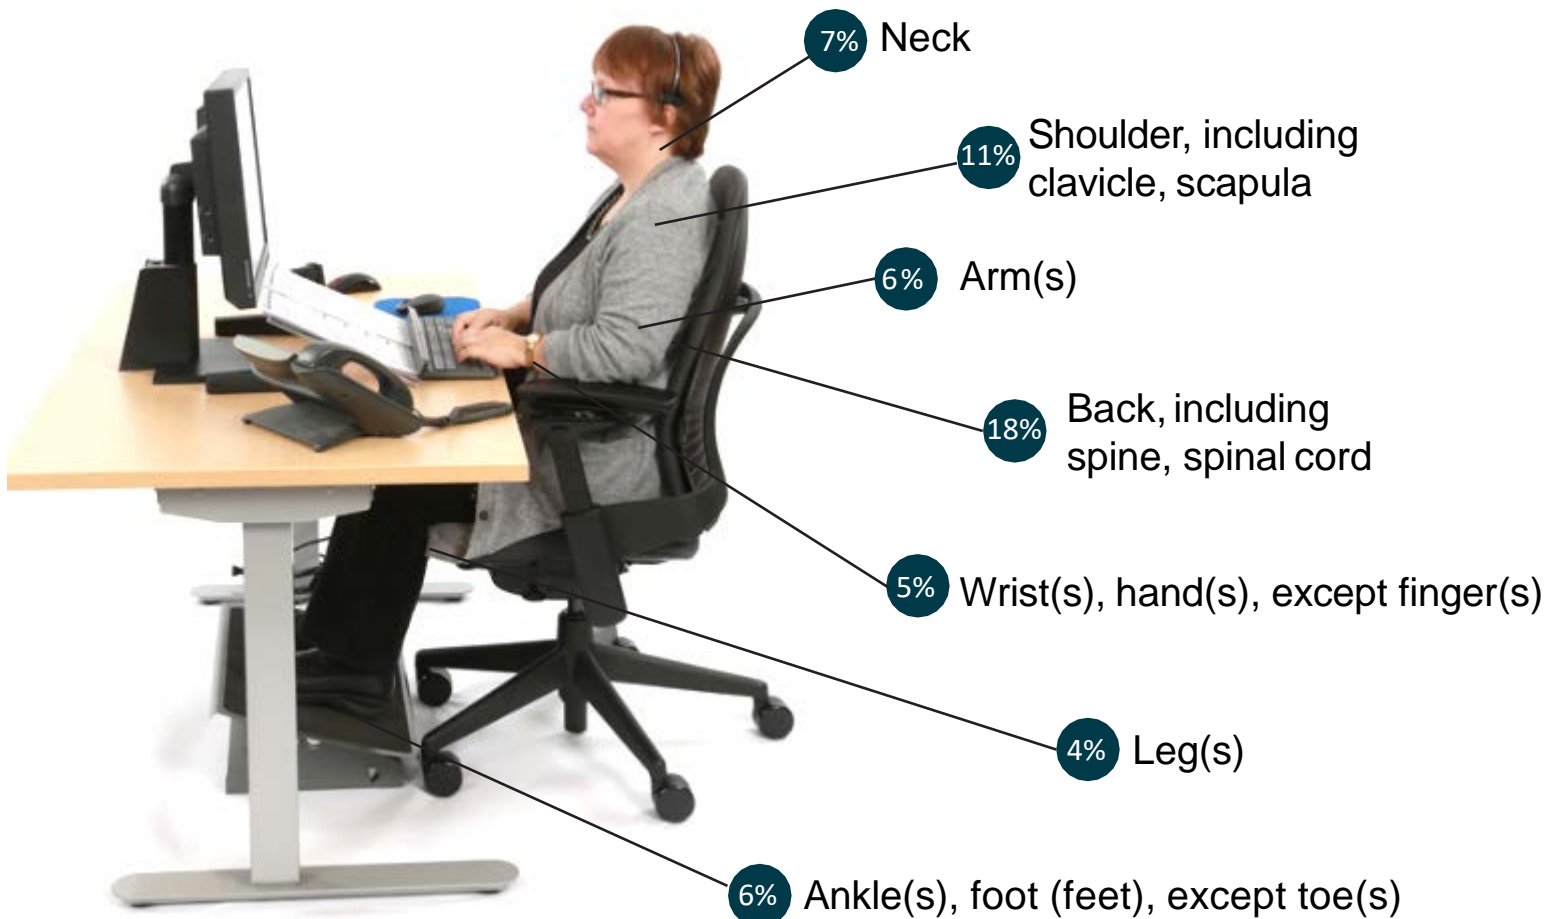 7% Neck
11% Shoulder, including
clavicle, scapula
6% Arm(s)
18% Back, including
spine, spinal cord
5% Wrist(s), hand(s), except finger(s)
4% Leg(s)
6% Ankle(s), foot (feet), except toe(s)